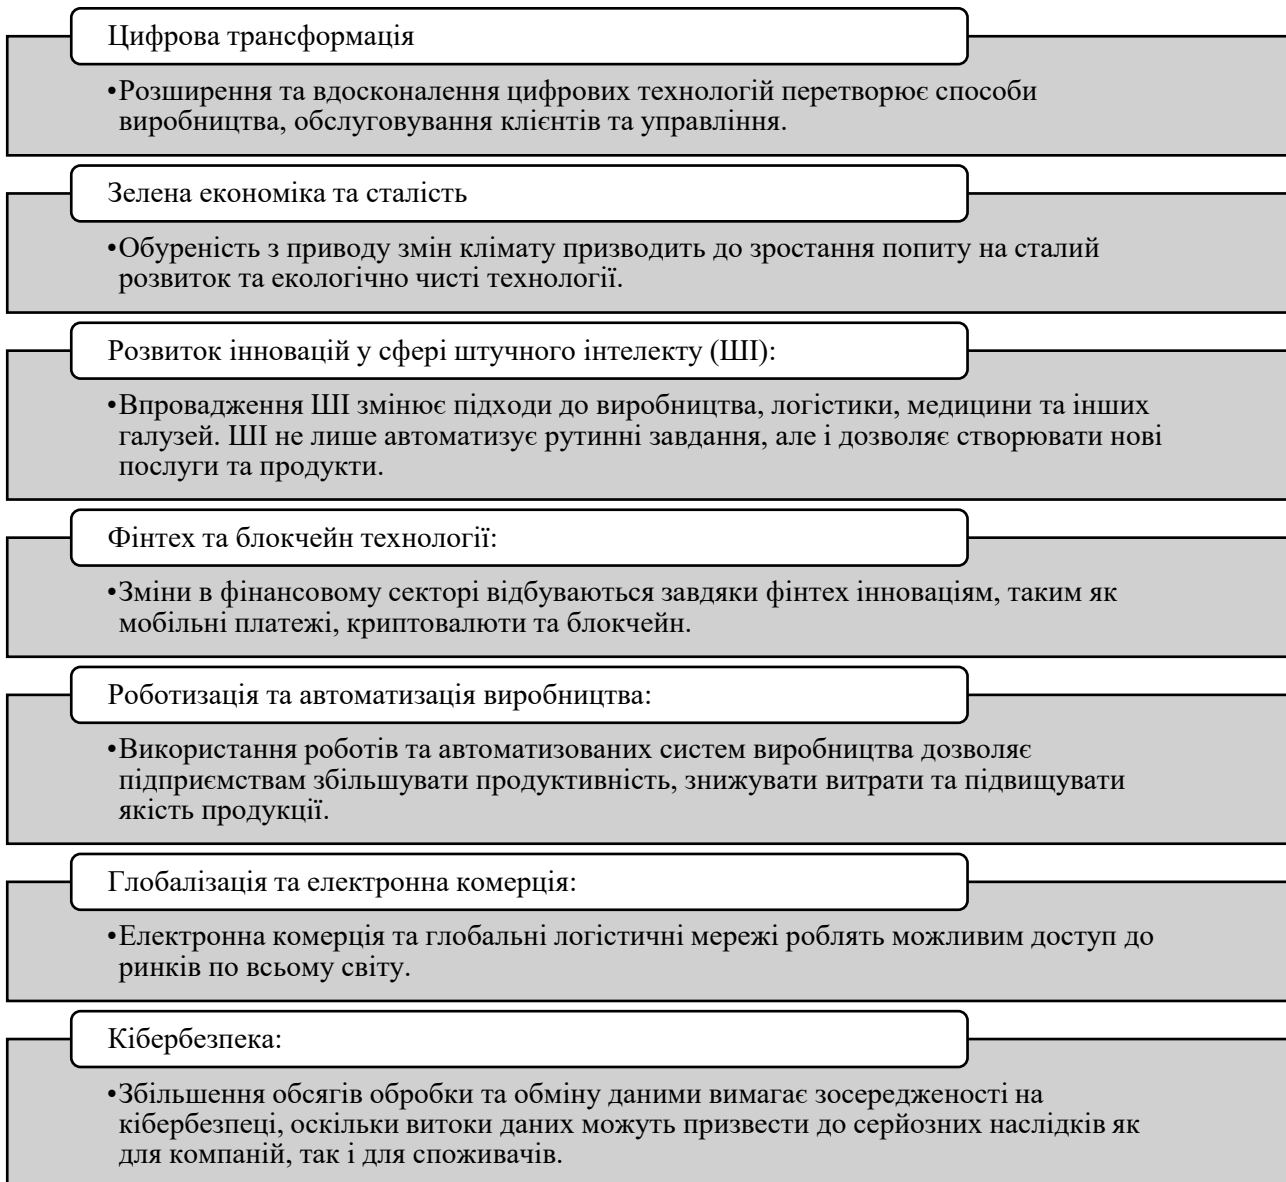 Цифрова трансформація
•Розширення та вдосконалення цифрових технологій перетворює способи
виробництва, обслуговування клієнтів та управління.
Зелена економіка та сталість
•Обуреність з приводу змін клімату призводить до зростання попиту на сталий
розвиток та екологічно чисті технології.
Розвиток інновацій у сфері штучного інтелекту (ШІ):
•Впровадження ШІ змінює підходи до виробництва, логістики, медицини та інших
галузей. ШІ не лише автоматизує рутинні завдання, але і дозволяє створювати нові
послуги та продукти.
Фінтех та блокчейн технології:
•Зміни в фінансовому секторі відбуваються завдяки фінтех інноваціям, таким як
мобільні платежі, криптовалюти та блокчейн.
Роботизація та автоматизація виробництва:
•Використання роботів та автоматизованих систем виробництва дозволяє
підприємствам збільшувати продуктивність, знижувати витрати та підвищувати
якість продукції.
Глобалізація та електронна комерція:
•Електронна комерція та глобальні логістичні мережі роблять можливим доступ до
ринків по всьому світу.
Кібербезпека:
•Збільшення обсягів обробки та обміну даними вимагає зосередженості на
кібербезпеці, оскільки витоки даних можуть призвести до серйозних наслідків як
для компаній, так і для споживачів.